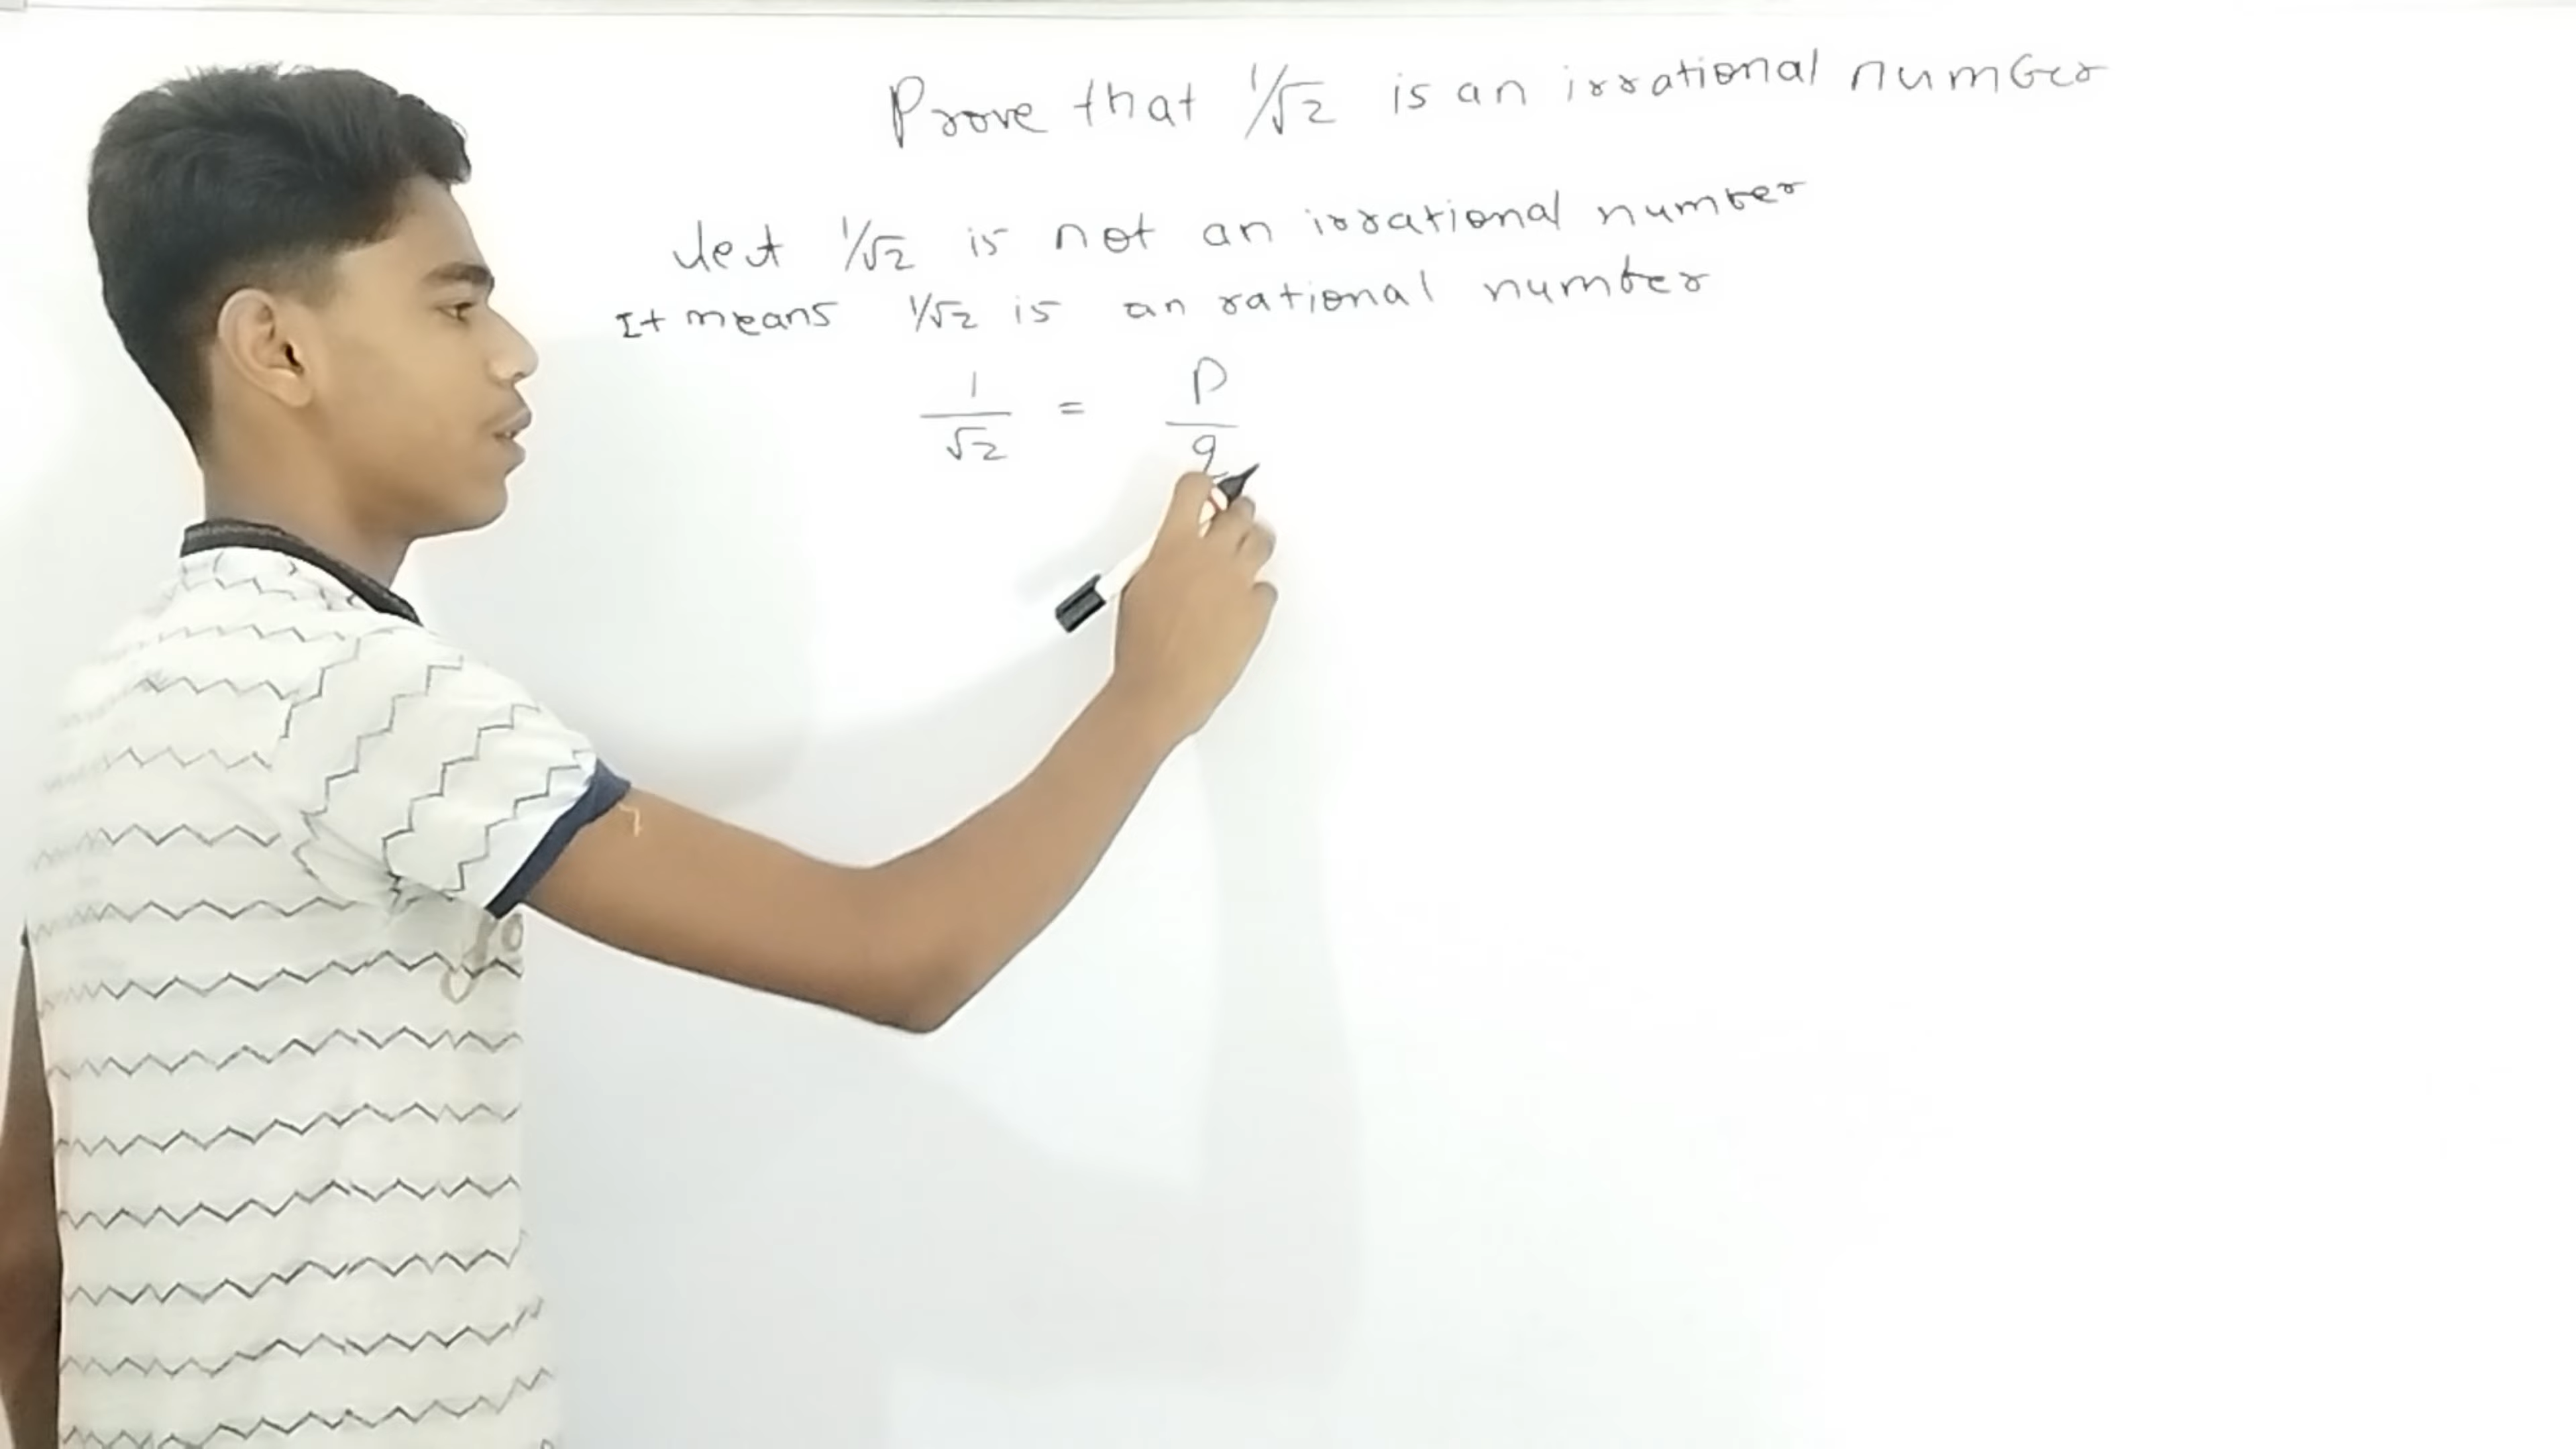 Prove that 1/√2 is an irrational number
let 1/√2 is not an irrational number
It means 1/√2 is an rational number
1/√2 = P/q